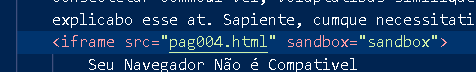 explicabo esse at. Sapiente, cumque necessitati
<iframe src="pag004.html" sandbox="sandbox">
Seu Navegador Não é Compativel